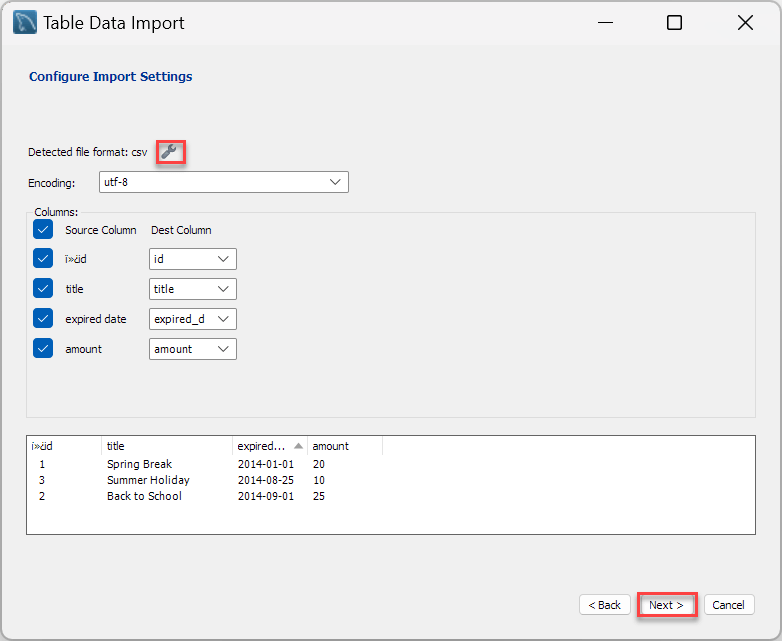 Table Data Import
Configure Import Settings
Detected file format: csv
Encoding: utf-8
Columns:
Source Column Dest Column
ï»¿id id
title title
expired date expired_d
amount amount
ï»¿id title expired... amount
1 Spring Break 2014-01-01 20
3 Summer Holiday 2014-08-25 10
2 Back to School 2014-09-01 25
< Back Next > Cancel